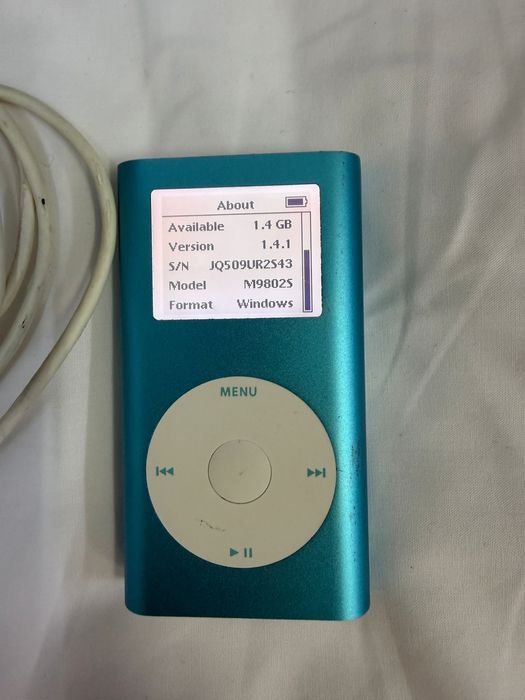 About
Available 1.4 GB
Version 1.4.1
S/N JQ509UR2S43
Model M9802S
Format Windows
MENU